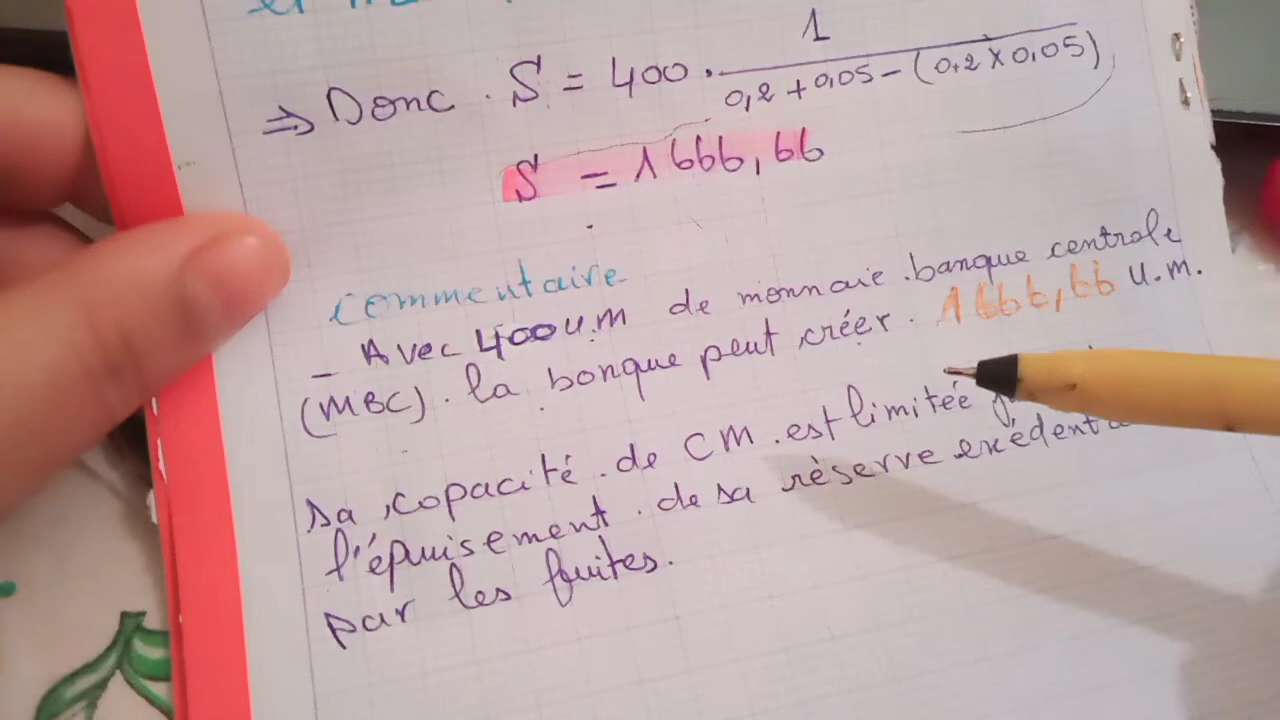 ⇒ Donc . S = 400 . 1 / 0,2 + 0,05 - (0,2 x 0,05)
S = 1666,66
Commentaire
_ Avec 400 u.m de monnaie banque centrale
(MBC). la banque peut créer . 1666,66 u.m.
sa capacité de CM . est limitée
l'épuisement . de sa rèserve
par les fuites.